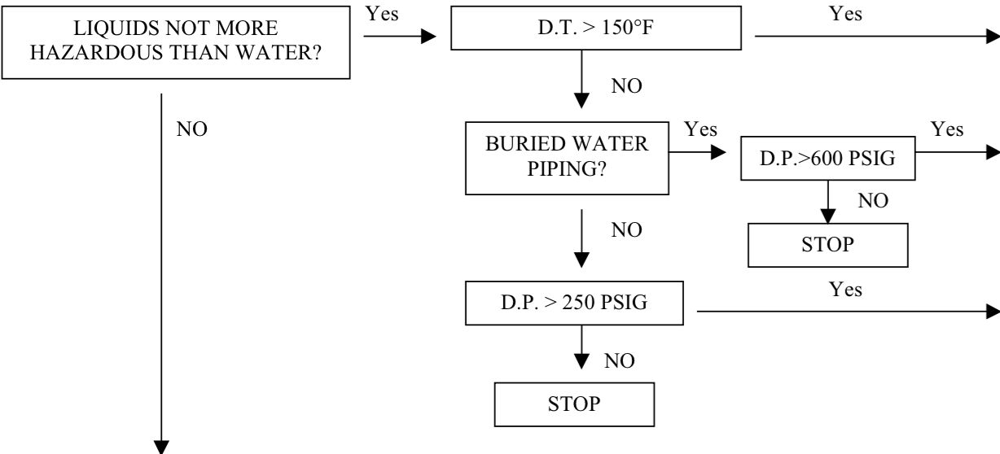 LIQUIDS NOT MORE
HAZARDOUS THAN WATER?
Yes
D.T. > 150°F
Yes
NO
NO
BURIED WATER
PIPING?
Yes
D.P.>600 PSIG
Yes
NO
STOP
NO
D.P. > 250 PSIG
Yes
NO
STOP